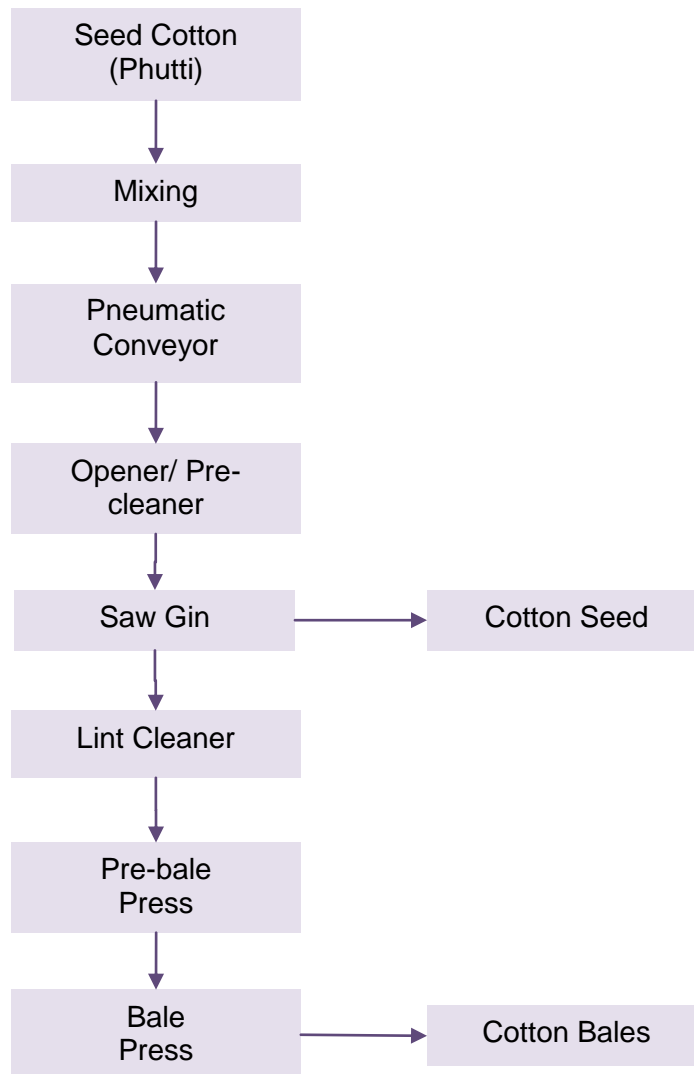 Seed Cotton
(Phutti)
Mixing
Pneumatic
Conveyor
Opener/ Pre-
cleaner
Saw Gin
Cotton Seed
Lint Cleaner
Pre-bale
Press
Bale
Press
Cotton Bales